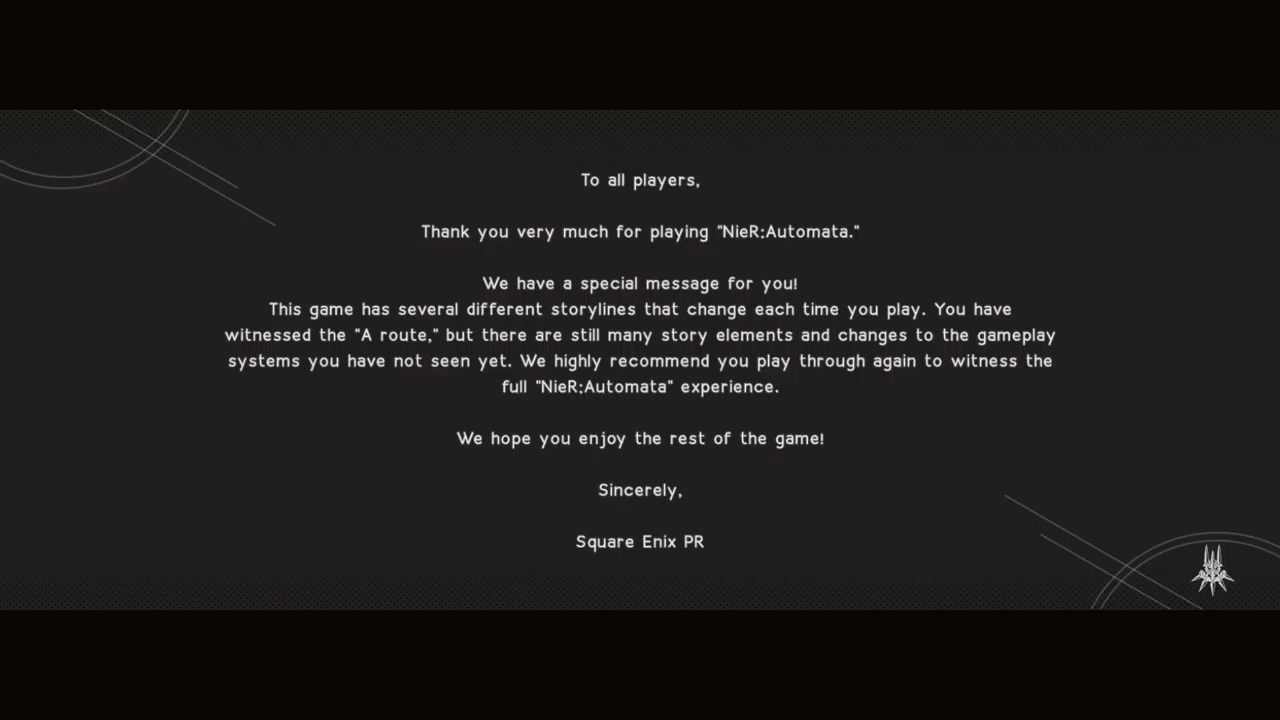 To all players,
Thank you very much for playing "NieR:Automata."
We have a special message for you!
This game has several different storylines that change each time you play. You have
witnessed the "A route," but there are still many story elements and changes to the gameplay
systems you have not seen yet. We highly recommend you play through again to witness the
full "NieR:Automata" experience.
We hope you enjoy the rest of the game!
Sincerely,
Square Enix PR